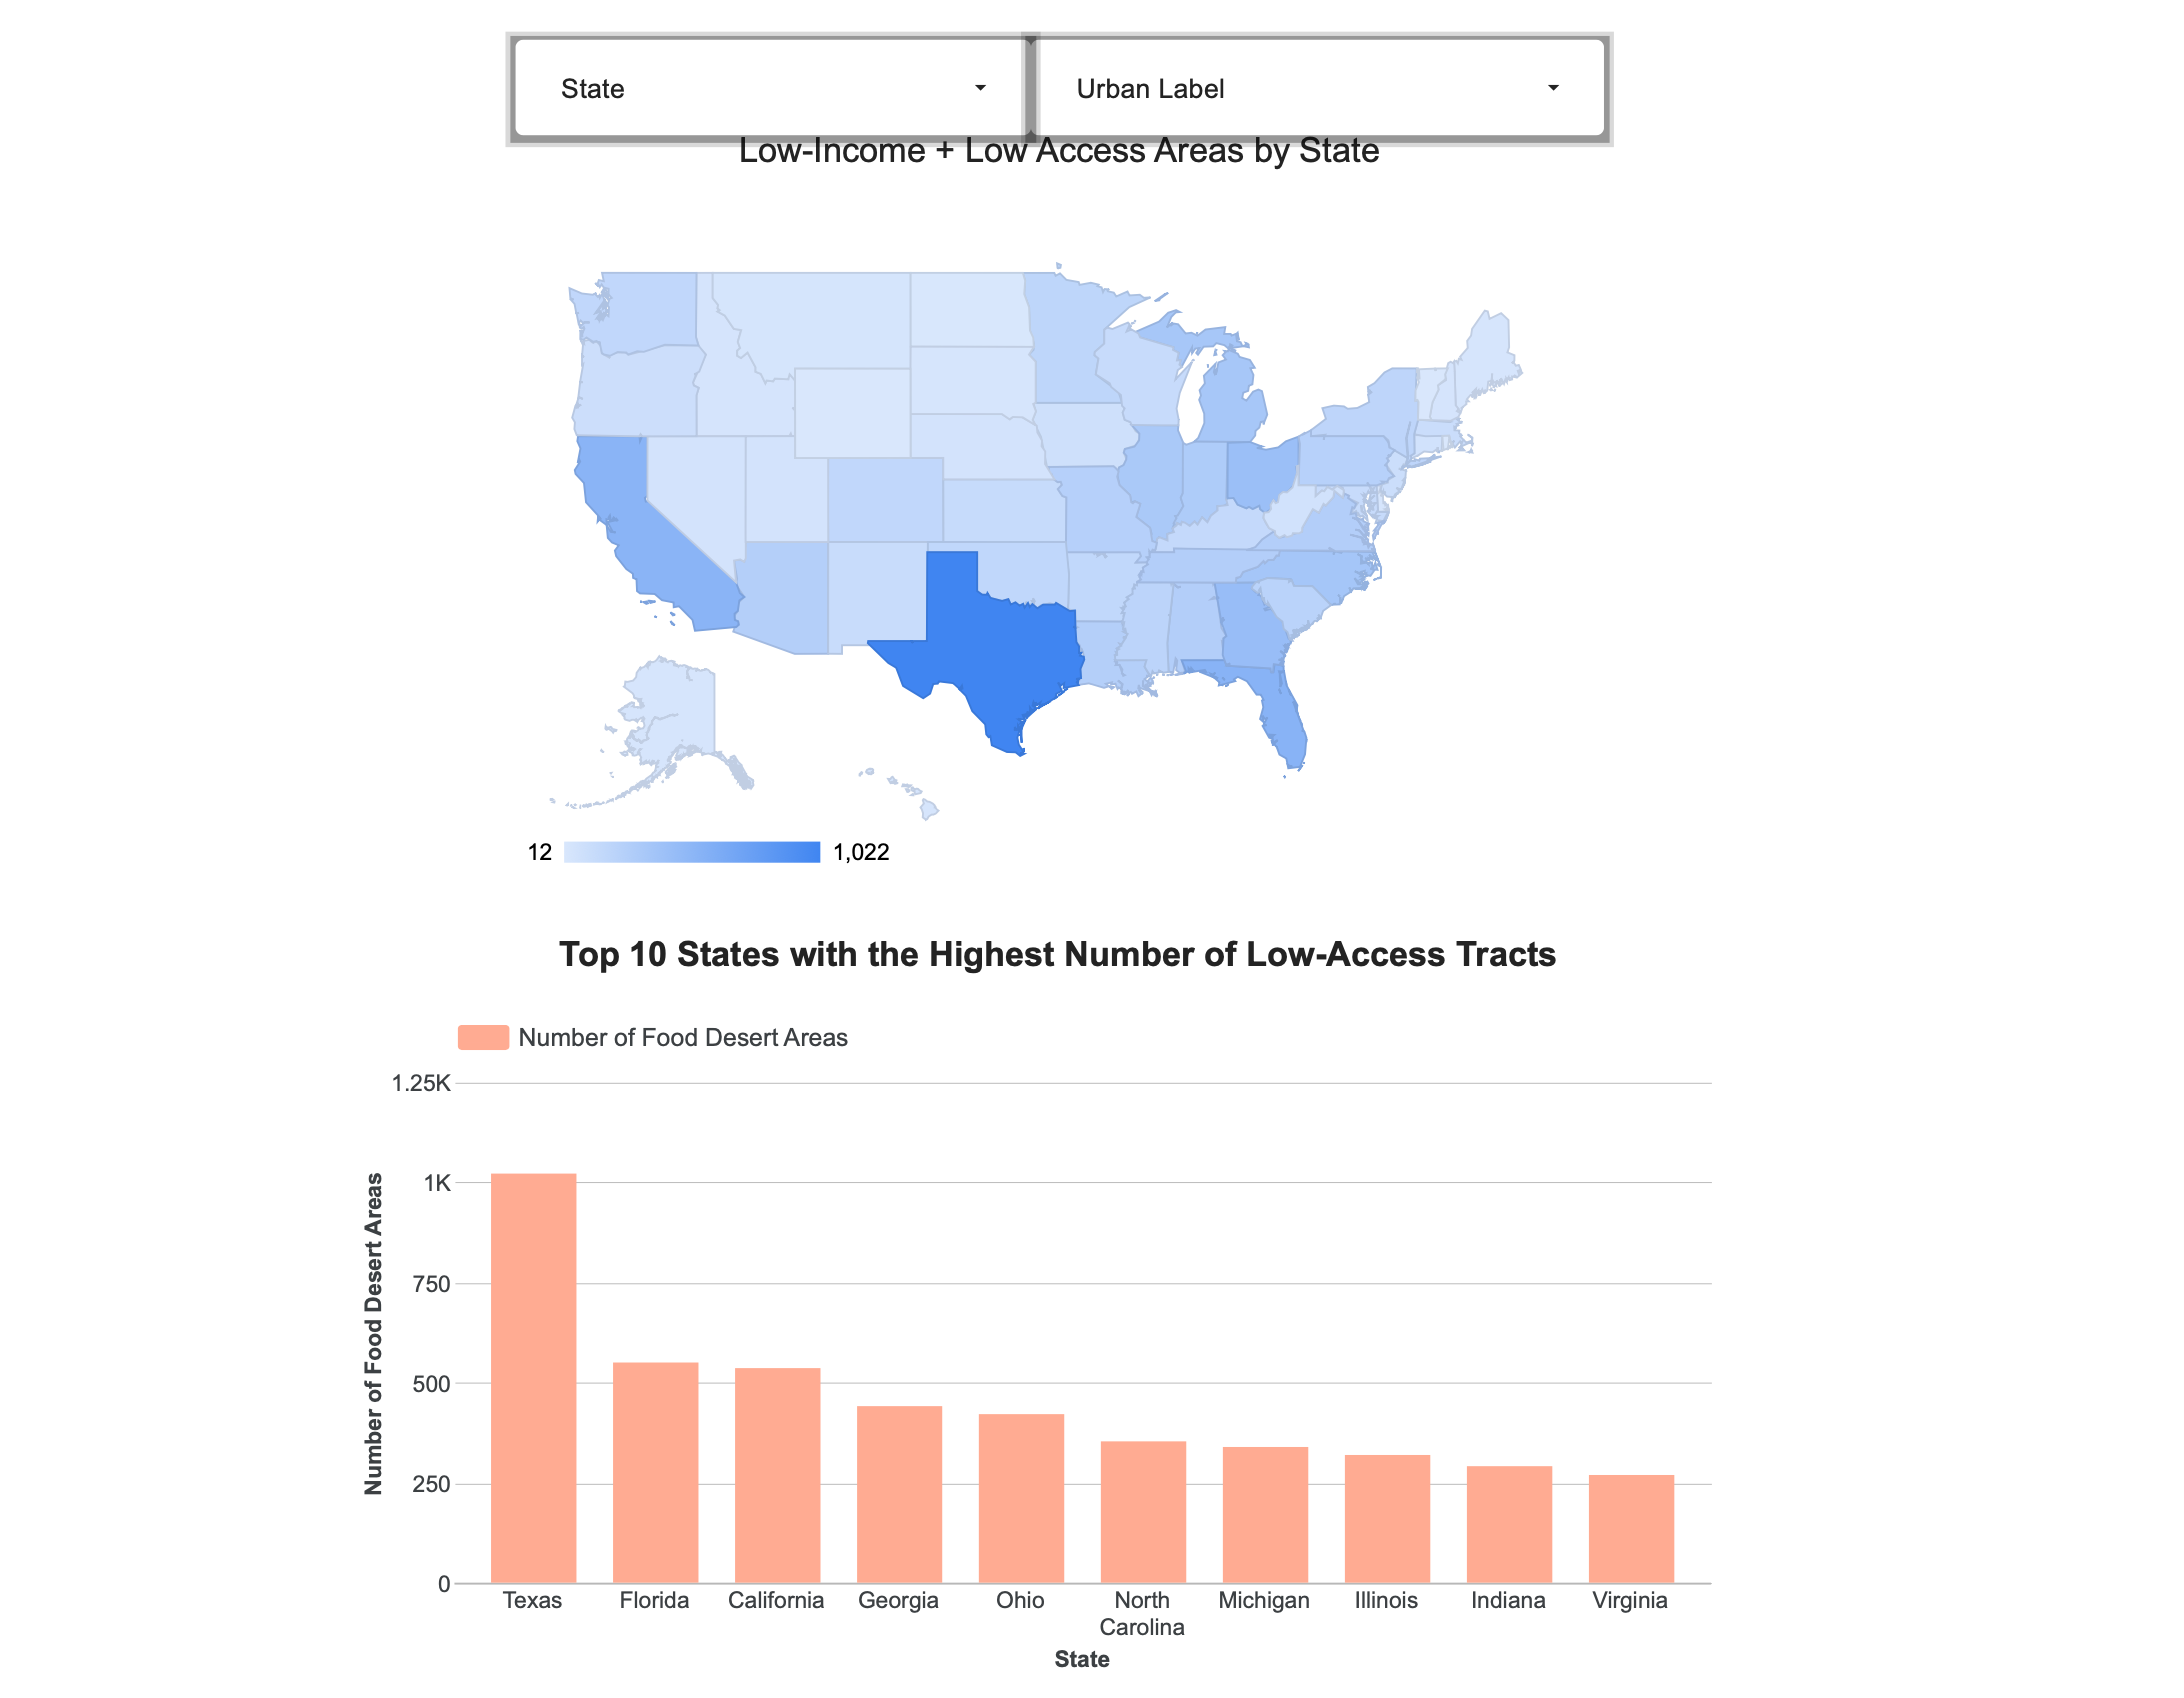 State
Urban Label
Low-Income + Low Access Areas by State
12
1,022
Top 10 States with the Highest Number of Low-Access Tracts
Number of Food Desert Areas
1.25K
1K
750
500
250
0
Number of Food Desert Areas
Texas
Florida
California
Georgia
Ohio
North
Carolina
Michigan
Illinois
Indiana
Virginia
State